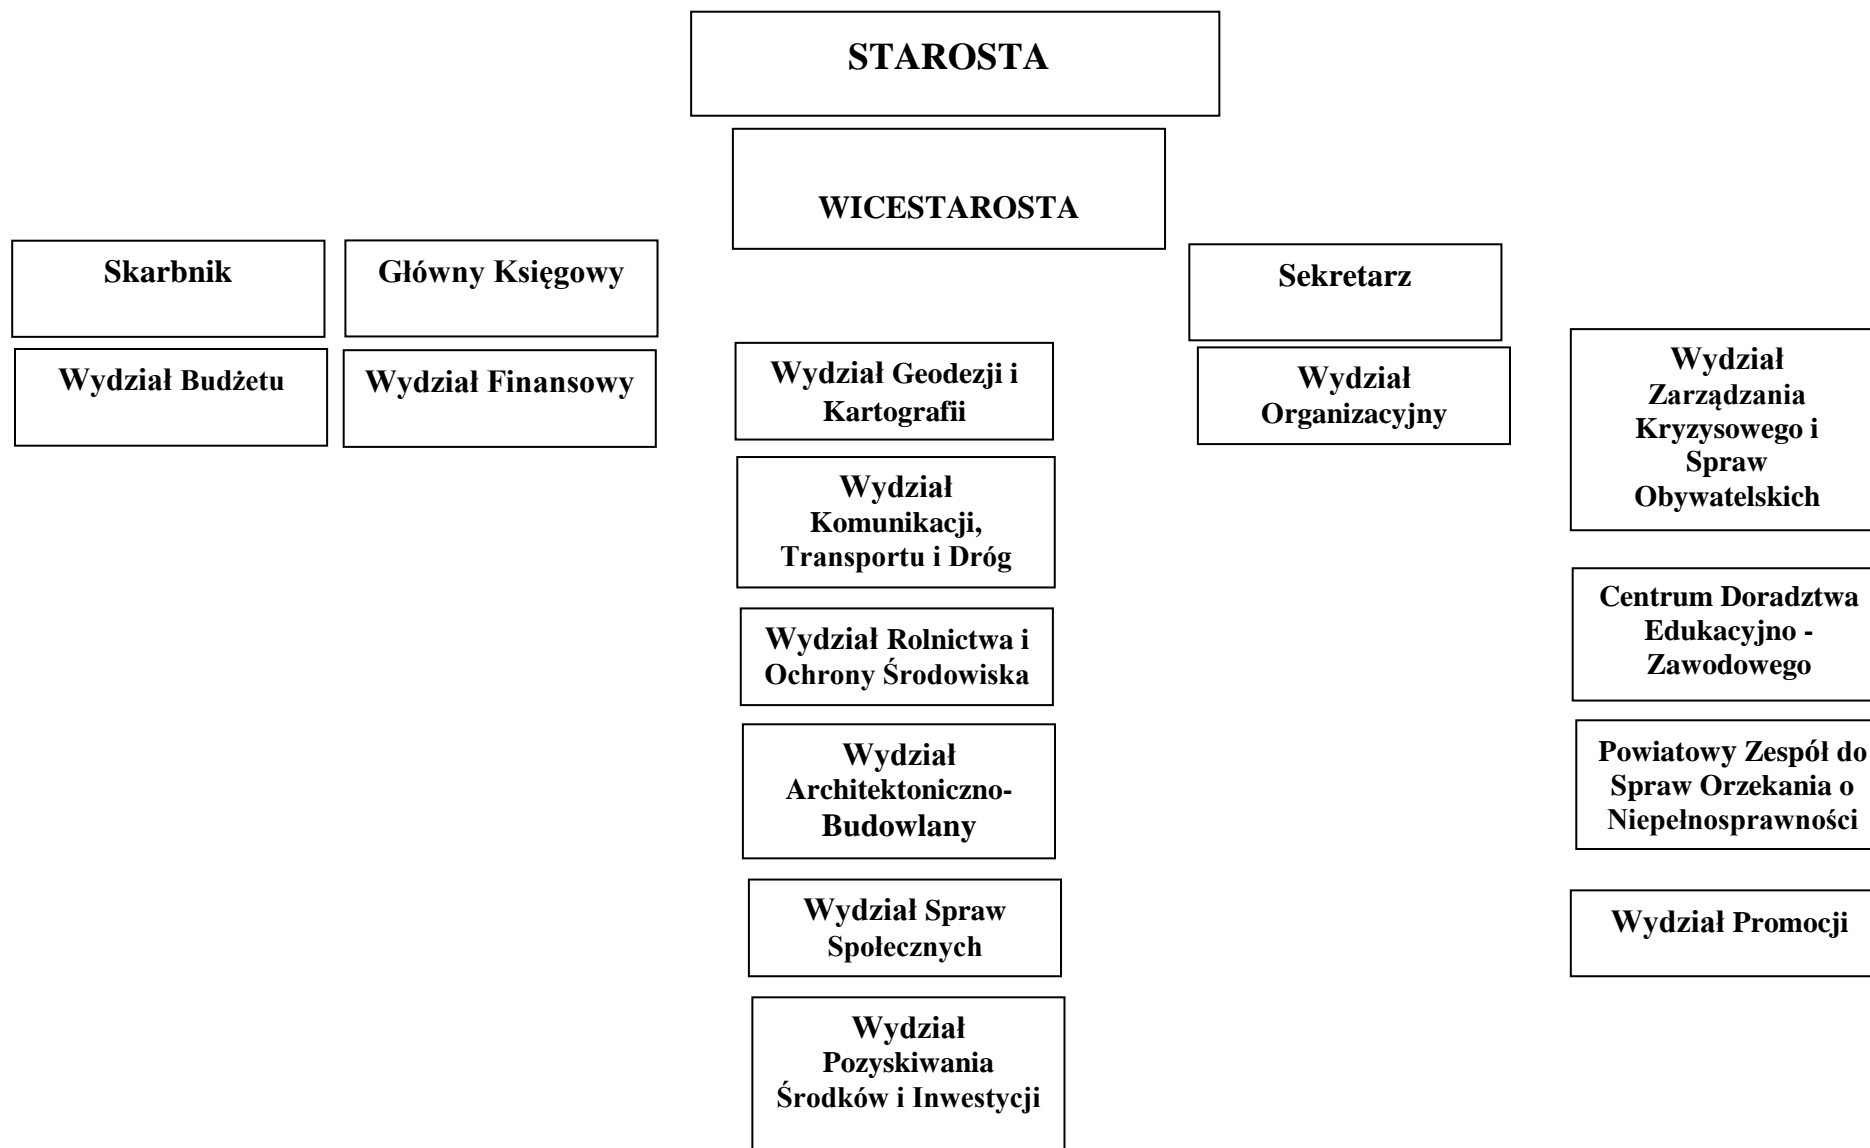 STAROSTA
WICESTAROSTA
Skarbnik
Główny Księgowy
Sekretarz
Wydział Budżetu
Wydział Finansowy
Wydział Geodezji i
Kartografii
Wydział
Komunikacji,
Transportu i Dróg
Wydział Rolnictwa i
Ochrony Środowiska
Wydział
Architektoniczno-
Budowlany
Wydział Spraw
Społecznych
Wydział
Pozyskiwania
Środków i Inwestycji
Wydział
Organizacyjny
Wydział
Zarządzania
Kryzysowego i
Spraw
Obywatelskich
Centrum Doradztwa
Edukacyjno -
Zawodowego
Powiatowy Zespół do
Spraw Orzekania o
Niepełnosprawności
Wydział Promocji